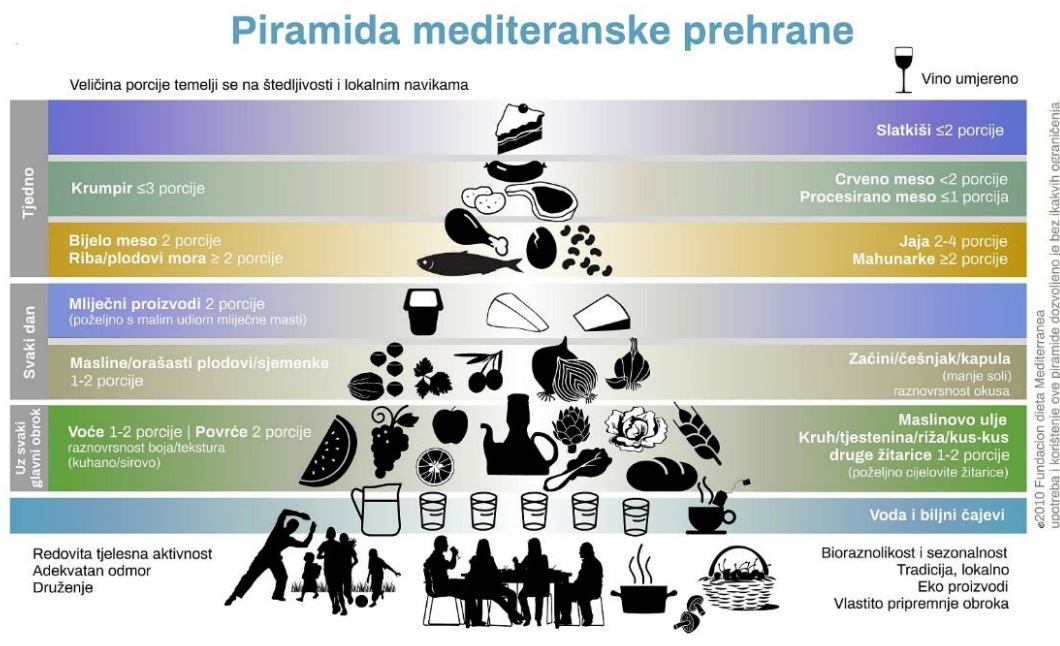 Piramida mediteranske prehrane
Veličina porcije temelji se na štedljivosti i lokalnim navikama
Vino umjereno
Tjedno
Slatkiši ≤2 porcije
Krumpir ≤3 porcije
Crveno meso <2 porcije
Procesirano meso ≤1 porcija
Bijelo meso 2 porcije
Riba/plodovi mora ≥ 2 porcije
Jaja 2-4 porcije
Mahunarke ≥2 porcije
Svaki dan
Mliječni proizvodi 2 porcije
(poželjno s malim udiom mliječne masti)
Masline/orašasti plodovi/sjemenke
1-2 porcije
Začini/češnjak/kapula
(manje soli)
raznovrsnost okusa
Uz svaki
glavni obrok
Voće 1-2 porcije | Povrće 2 porcije
raznovrsnost boja/tekstura
(kuhano/sirovo)
Maslinovo ulje
Kruh/tjestenina/riža/kus-kus
druge žitarice 1-2 porcije
(poželjno cijelovite žitarice)
Voda i biljni čajevi
Redovita tjelesna aktivnost
Adekvatan odmor
Druženje
Bioraznolikost i sezonalnost
Tradicija, lokalno
Eko proizvodi
Vlastito pripremnje obroka
©2010 Fundacion dieta Mediterranea
upotreba i korištenje ove piramide dozvoljeno je bez ikakvih ograničenja